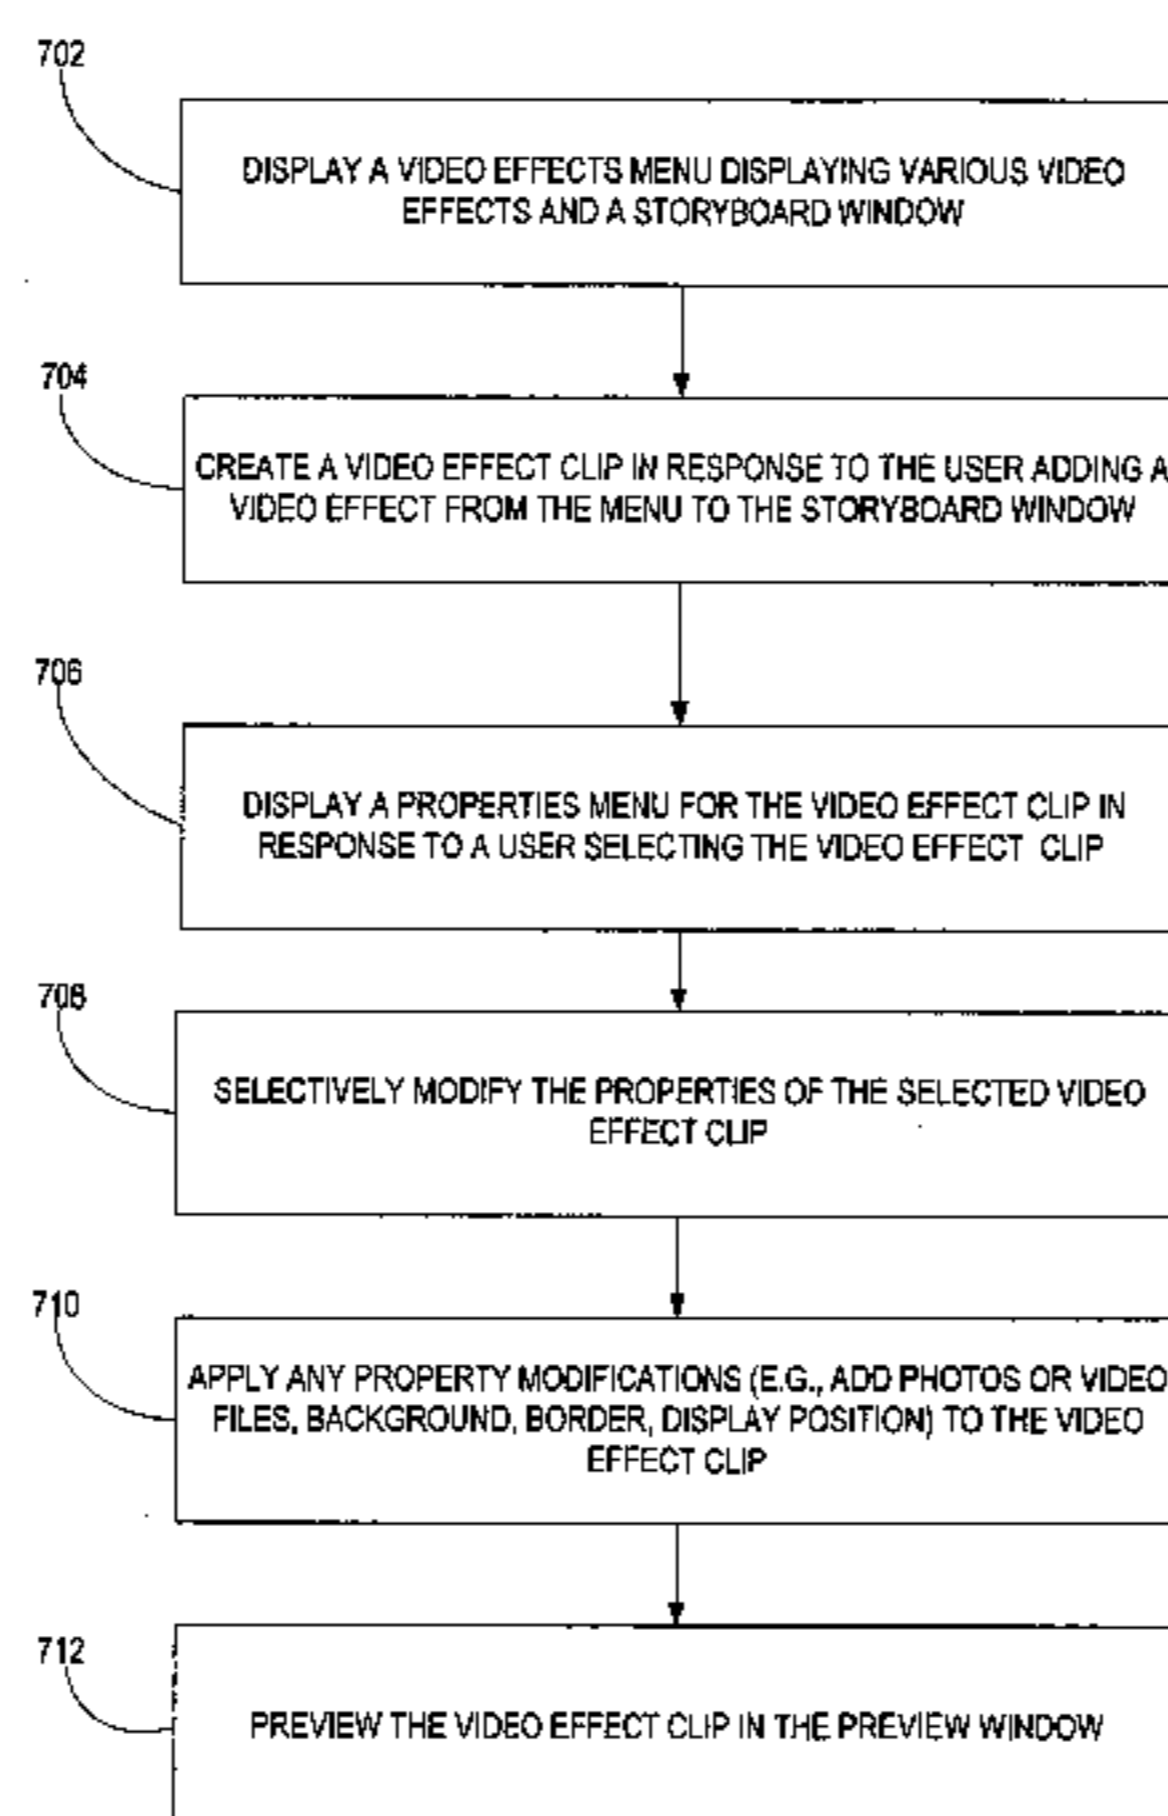 702
DISPLAY A VIDEO EFFECTS MENU DISPLAYING VARIOUS VIDEO
EFFECTS AND A STORYBOARD WINDOW
704
CREATE A VIDEO EFFECT CLIP IN RESPONSE TO THE USER ADDING A
VIDEO EFFECT FROM THE MENU TO THE STORYBOARD WINDOW
706
DISPLAY A PROPERTIES MENU FOR THE VIDEO EFFECT CLIP IN
RESPONSE TO A USER SELECTING THE VIDEO EFFECT CLIP
708
SELECTIVELY MODIFY THE PROPERTIES OF THE SELECTED VIDEO
EFFECT CLIP
710
APPLY ANY PROPERTY MODIFICATIONS (E.G., ADD PHOTOS OR VIDEO
FILES, BACKGROUND, BORDER, DISPLAY POSITION) TO THE VIDEO
EFFECT CLIP
712
PREVIEW THE VIDEO EFFECT CLIP IN THE PREVIEW WINDOW